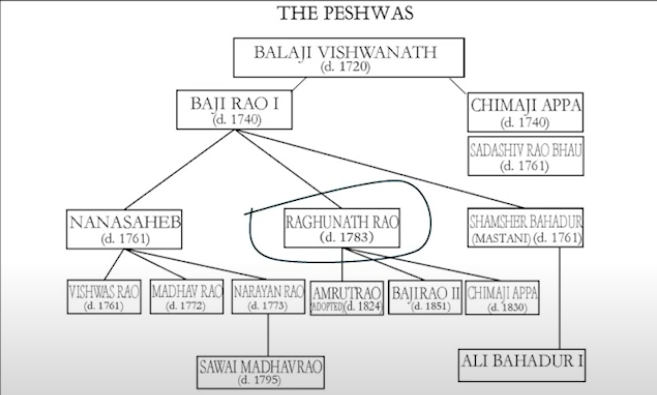 THE PESHWAS
BALAJI VISHWANATH
(d. 1720)
BAJI RAO I
(d. 1740)
CHIMAJI APPA
(d. 1740)
SADASHIV RAO BHAU
(d. 1761)
NANASAHEB
(d. 1761)
RAGHUNATH RAO
(d. 1783)
SHAMSHER BAHADUR
(MASTANI) (d. 1761)
VISHWAS RAO
(d. 1761)
MADHAV RAO
(d. 1772)
NARAYAN RAO
(d. 1773)
AMRUTRAO
ADOPTED (d. 1824)
BAJIRAO II
(d. 1851)
CHIMAJI APPA
(d. 1830)
SAWAI MADHAVRAO
(d. 1795)
ALI BAHADUR I